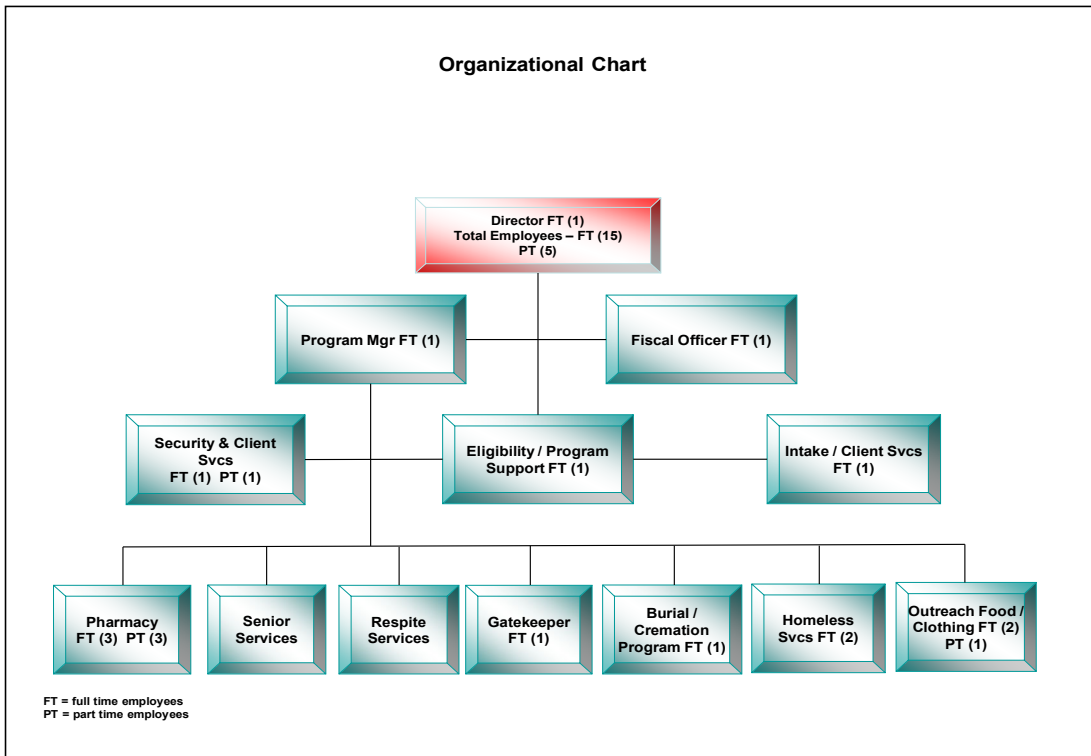 Organizational Chart
Director FT (1)
Total Employees – FT (15)
PT (5)
Program Mgr FT (1)
Fiscal Officer FT (1)
Security & Client
Svcs
FT (1) PT (1)
Eligibility / Program
Support FT (1)
Intake / Client Svcs
FT (1)
Pharmacy
FT (3) PT (3)
Senior
Services
Respite
Services
Gatekeeper
FT (1)
Burial /
Cremation
Program FT (1)
Homeless
Svcs FT (2)
Outreach Food /
Clothing FT (2)
PT (1)
FT = full time employees
PT = part time employees